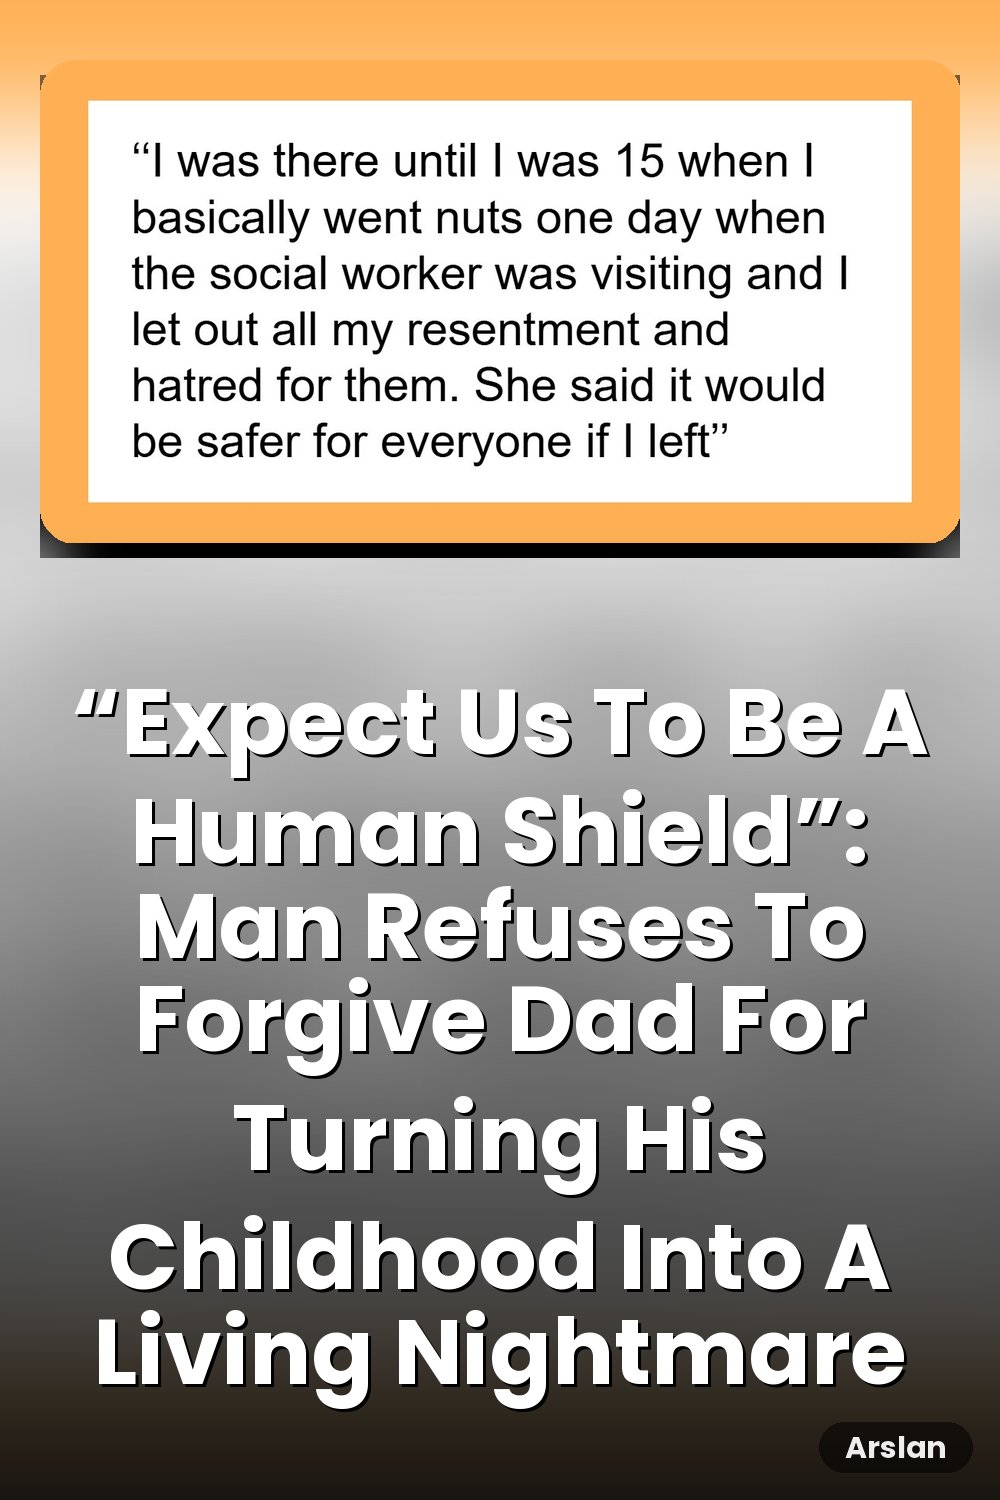 “I was there until I was 15 when I
basically went nuts one day when
the social worker was visiting and I
let out all my resentment and
hatred for them. She said it would
be safer for everyone if I left”
“Expect Us To Be A
Human Shield”:
Man Refuses To
Forgive Dad For
Turning His
Childhood Into A
Living Nightmare
Arslan